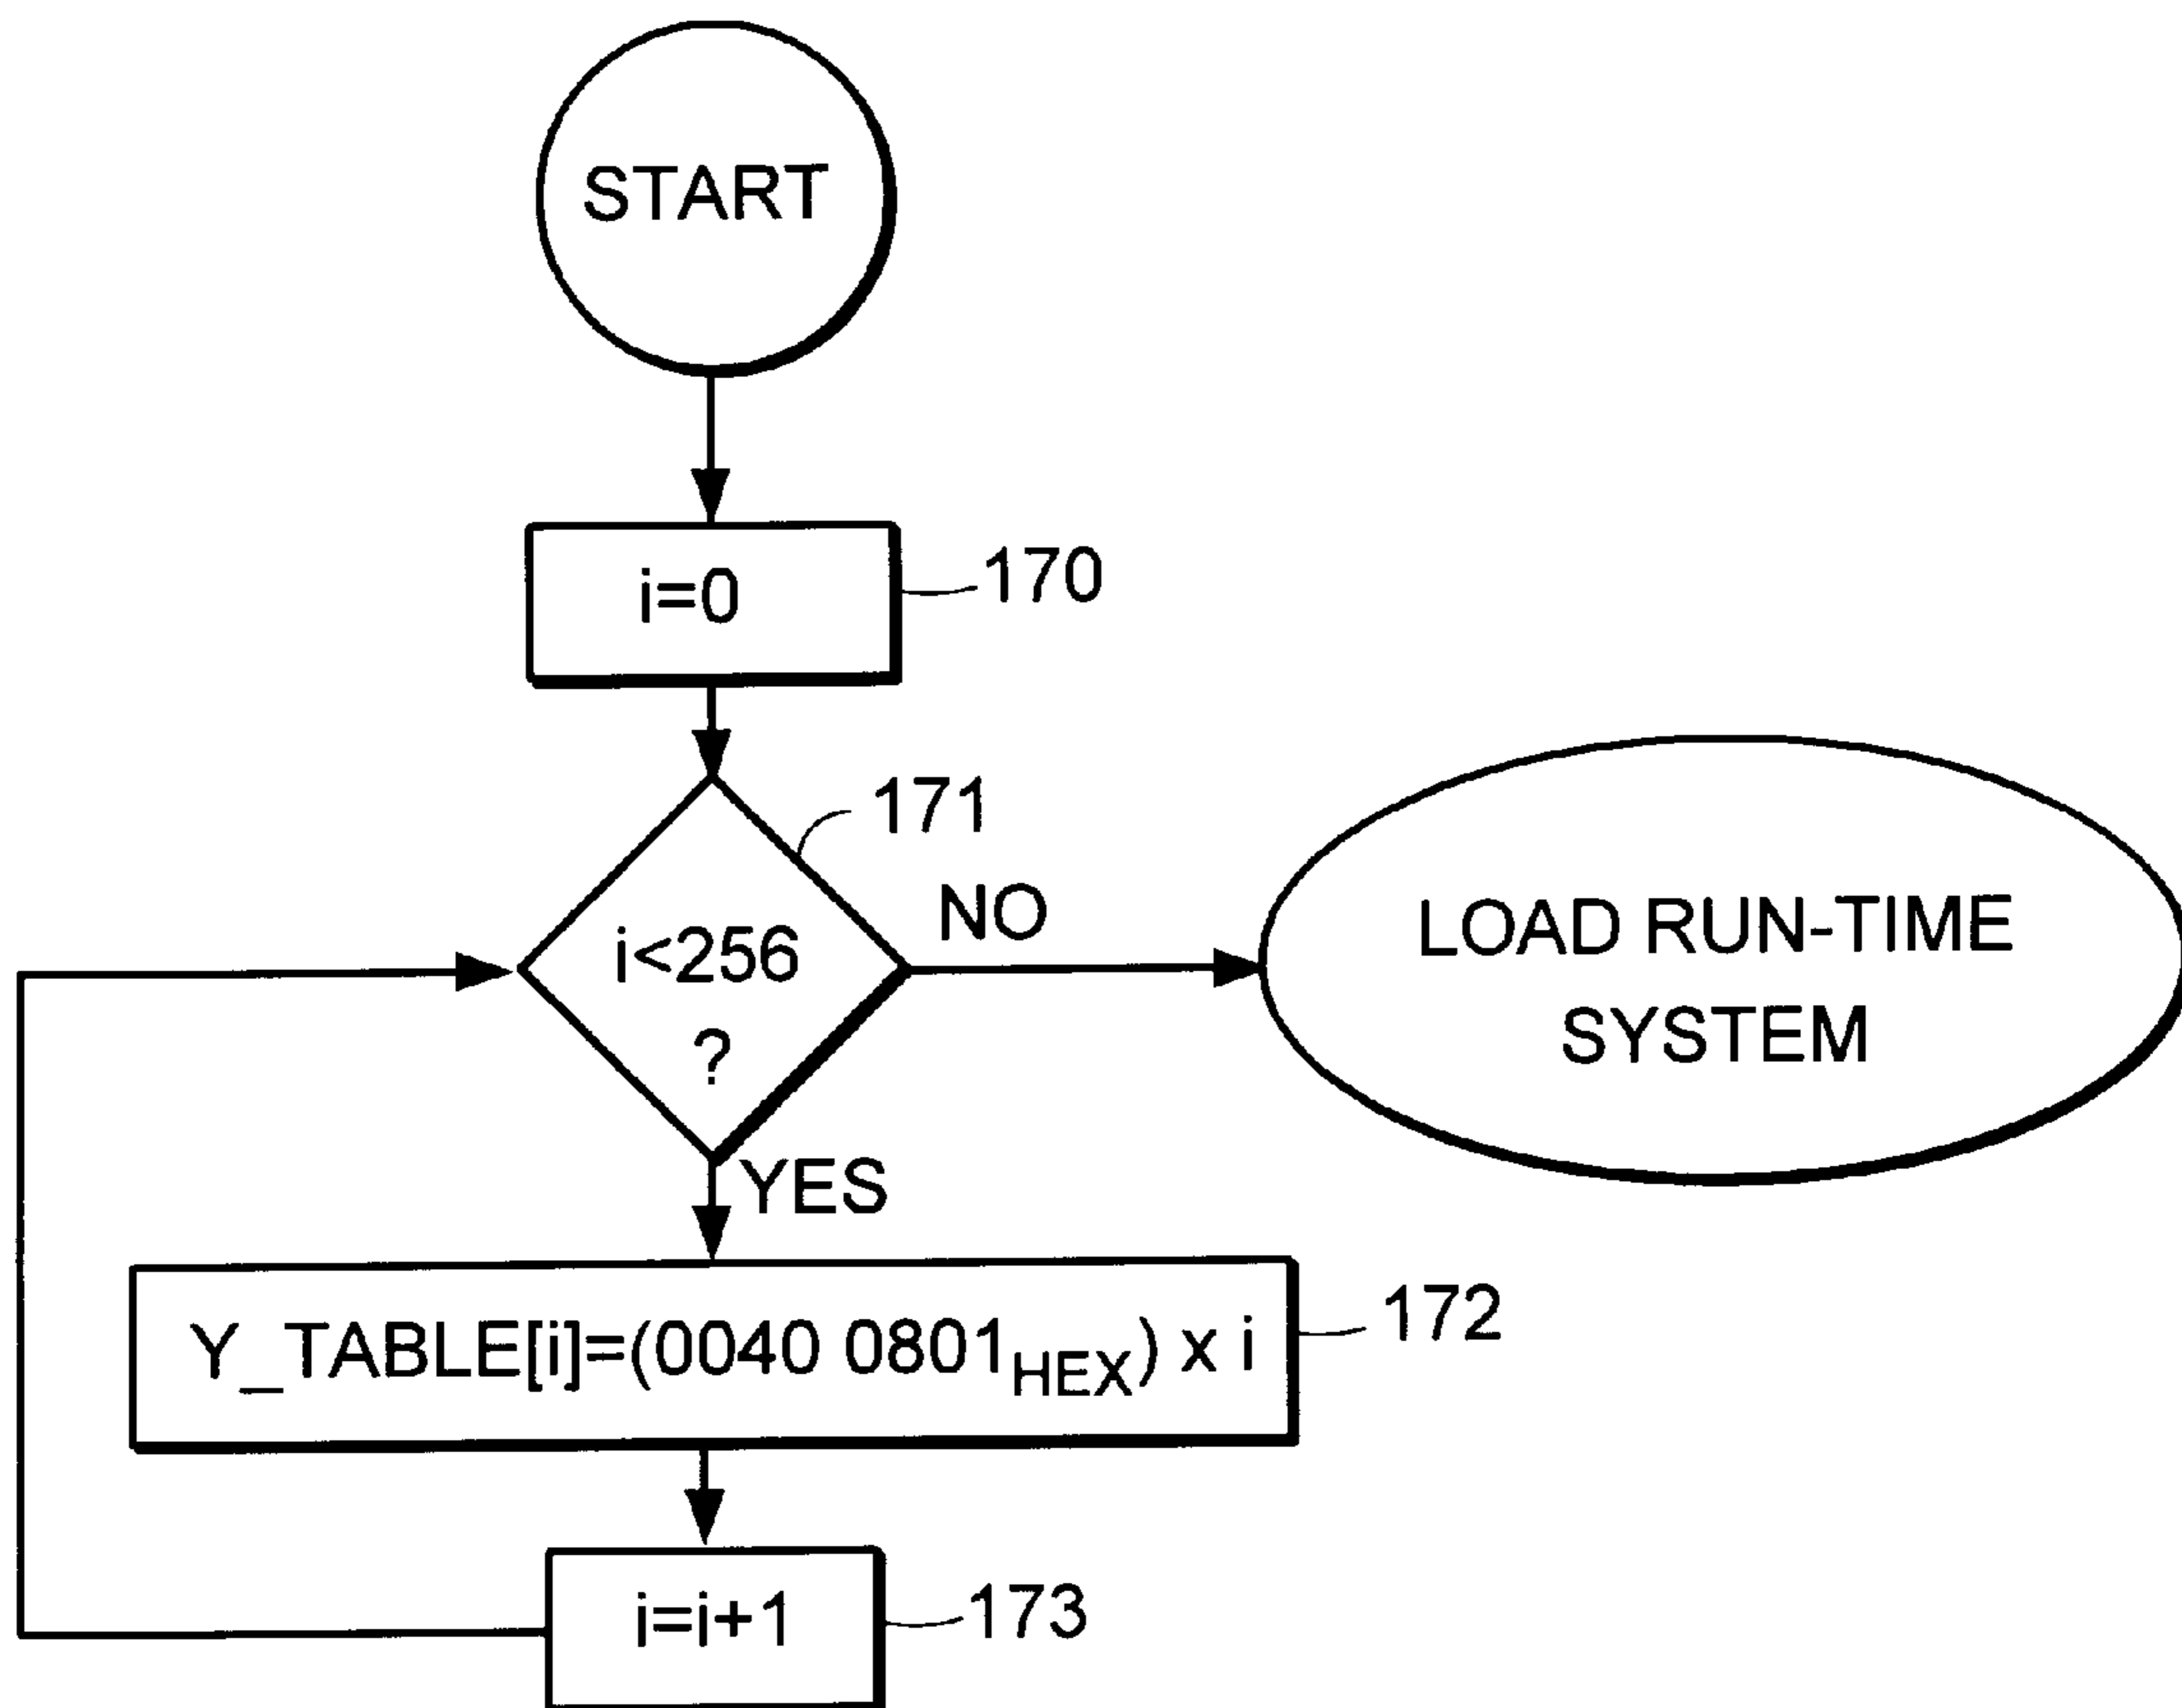 START
i=0
170
171
i<256
?
NO
LOAD RUN-TIME
SYSTEM
YES
Y_TABLE[i]=(0040 0801HEX) x i
172
i=i+1
173